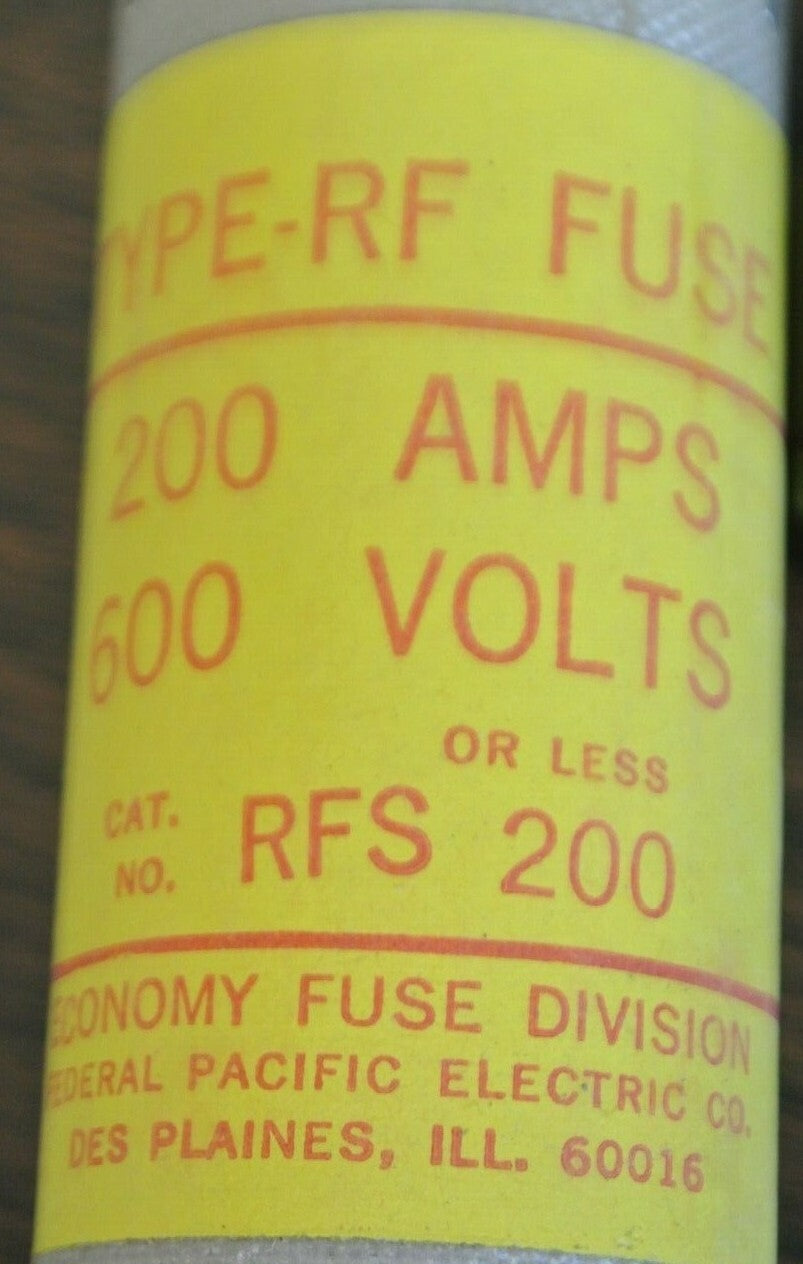 TYPE-RF FUSE
200 AMPS
600 VOLTS
OR LESS
CAT. NO. RFS 200
ECONOMY FUSE DIVISION
FEDERAL PACIFIC ELECTRIC CO.
DES PLAINES, ILL. 60016